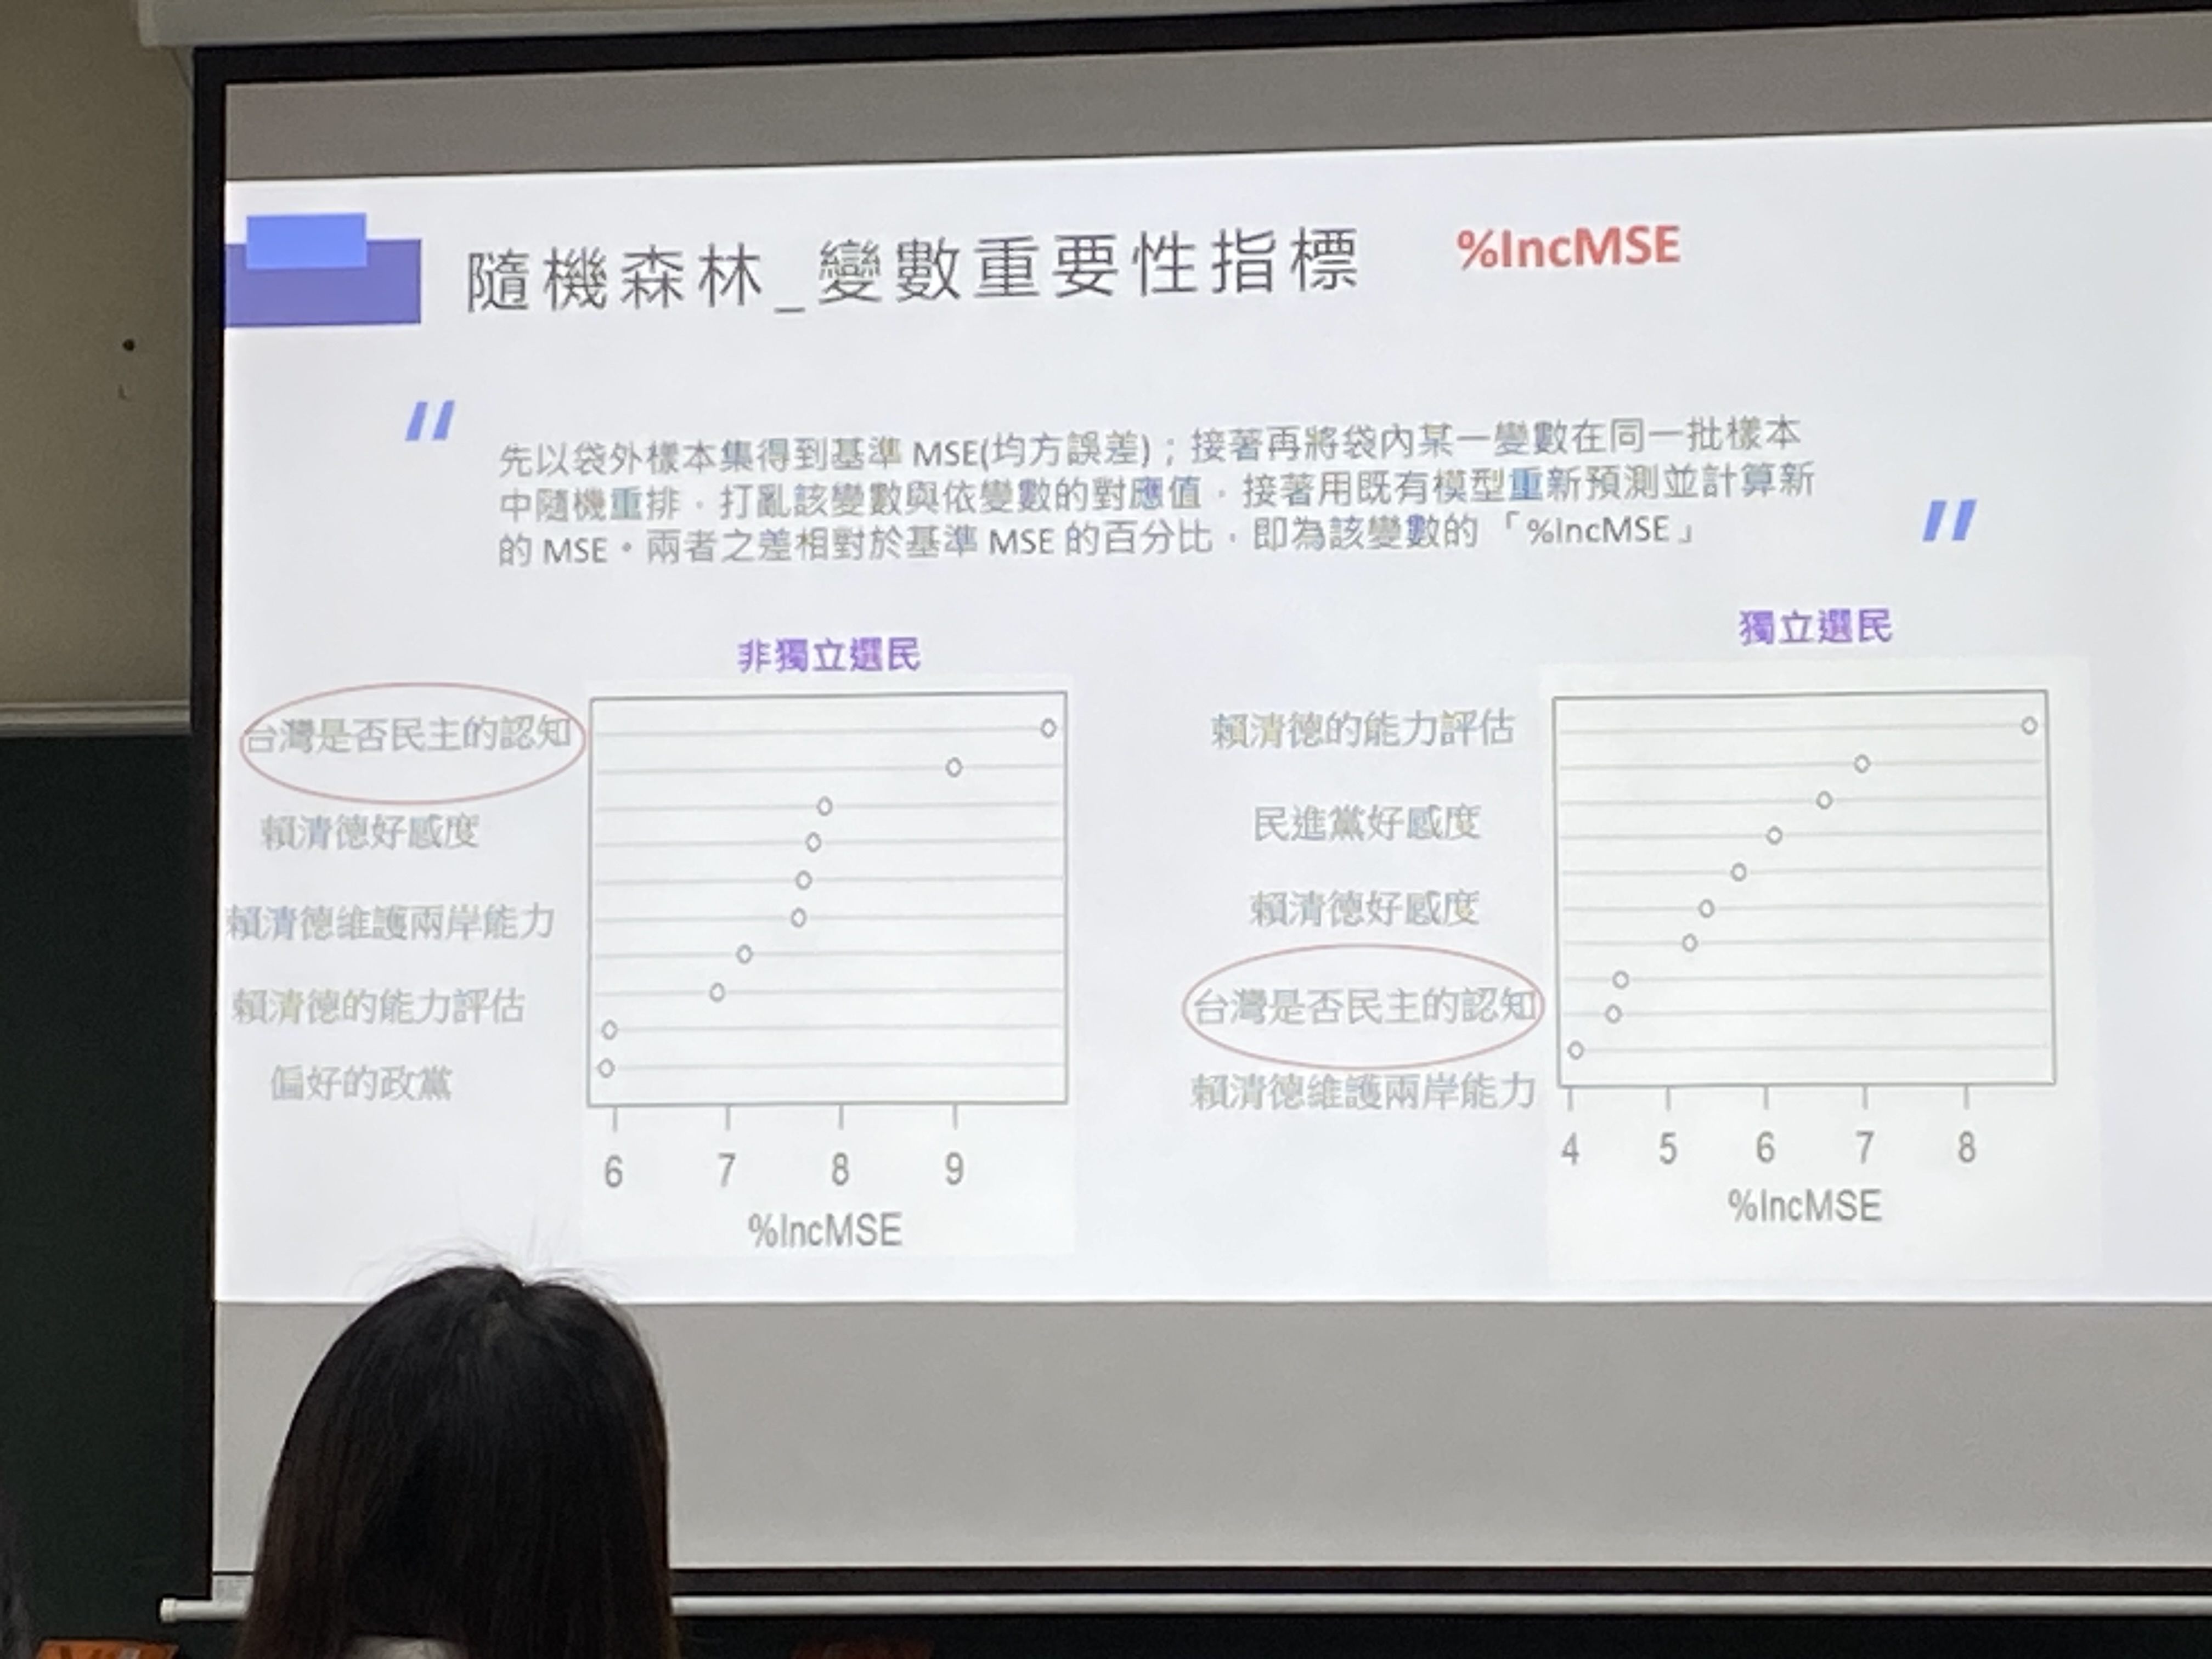 隨機森林_變數重要性指標
%IncMSE
先以袋外樣本集得到基準 MSE(均方誤差)；接著再將袋內某一變數在同一批樣本
中隨機重排，打亂該變數與依變數的對應值，接著用既有模型重新預測並計算新
的 MSE。兩者之差相對於基準 MSE 的百分比，即為該變數的「%IncMSE」
非獨立選民
台灣是否民主的認知
賴清德好感度
賴清德維護兩岸能力
賴清德的能力評估
偏好的政黨
6 7 8 9
%IncMSE
獨立選民
賴清德的能力評估
民進黨好感度
賴清德好感度
台灣是否民主的認知
賴清德維護兩岸能力
4 5 6 7 8
%IncMSE